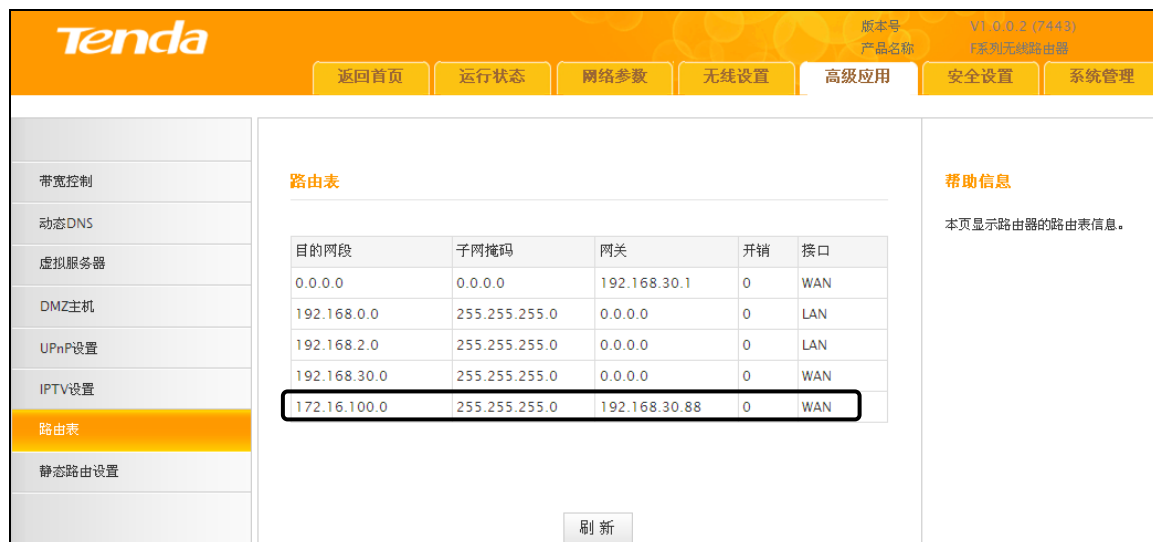 Tenda
版本号 V1.0.0.2 (7443)
产品名称 F系列无线路由器
返回首页 运行状态 网络参数 无线设置 高级应用 安全设置 系统管理
带宽控制
动态DNS
虚拟服务器
DMZ主机
UPnP设置
IPTV设置
路由表
静态路由设置
路由表
目的网段 子网掩码 网关 开销 接口
0.0.0.0 0.0.0.0 192.168.30.1 0 WAN
192.168.0.0 255.255.255.0 0.0.0.0 0 LAN
192.168.2.0 255.255.255.0 0.0.0.0 0 LAN
192.168.30.0 255.255.255.0 0.0.0.0 0 WAN
172.16.100.0 255.255.255.0 192.168.30.88 0 WAN
刷 新
帮助信息
本页显示路由器的路由表信息。